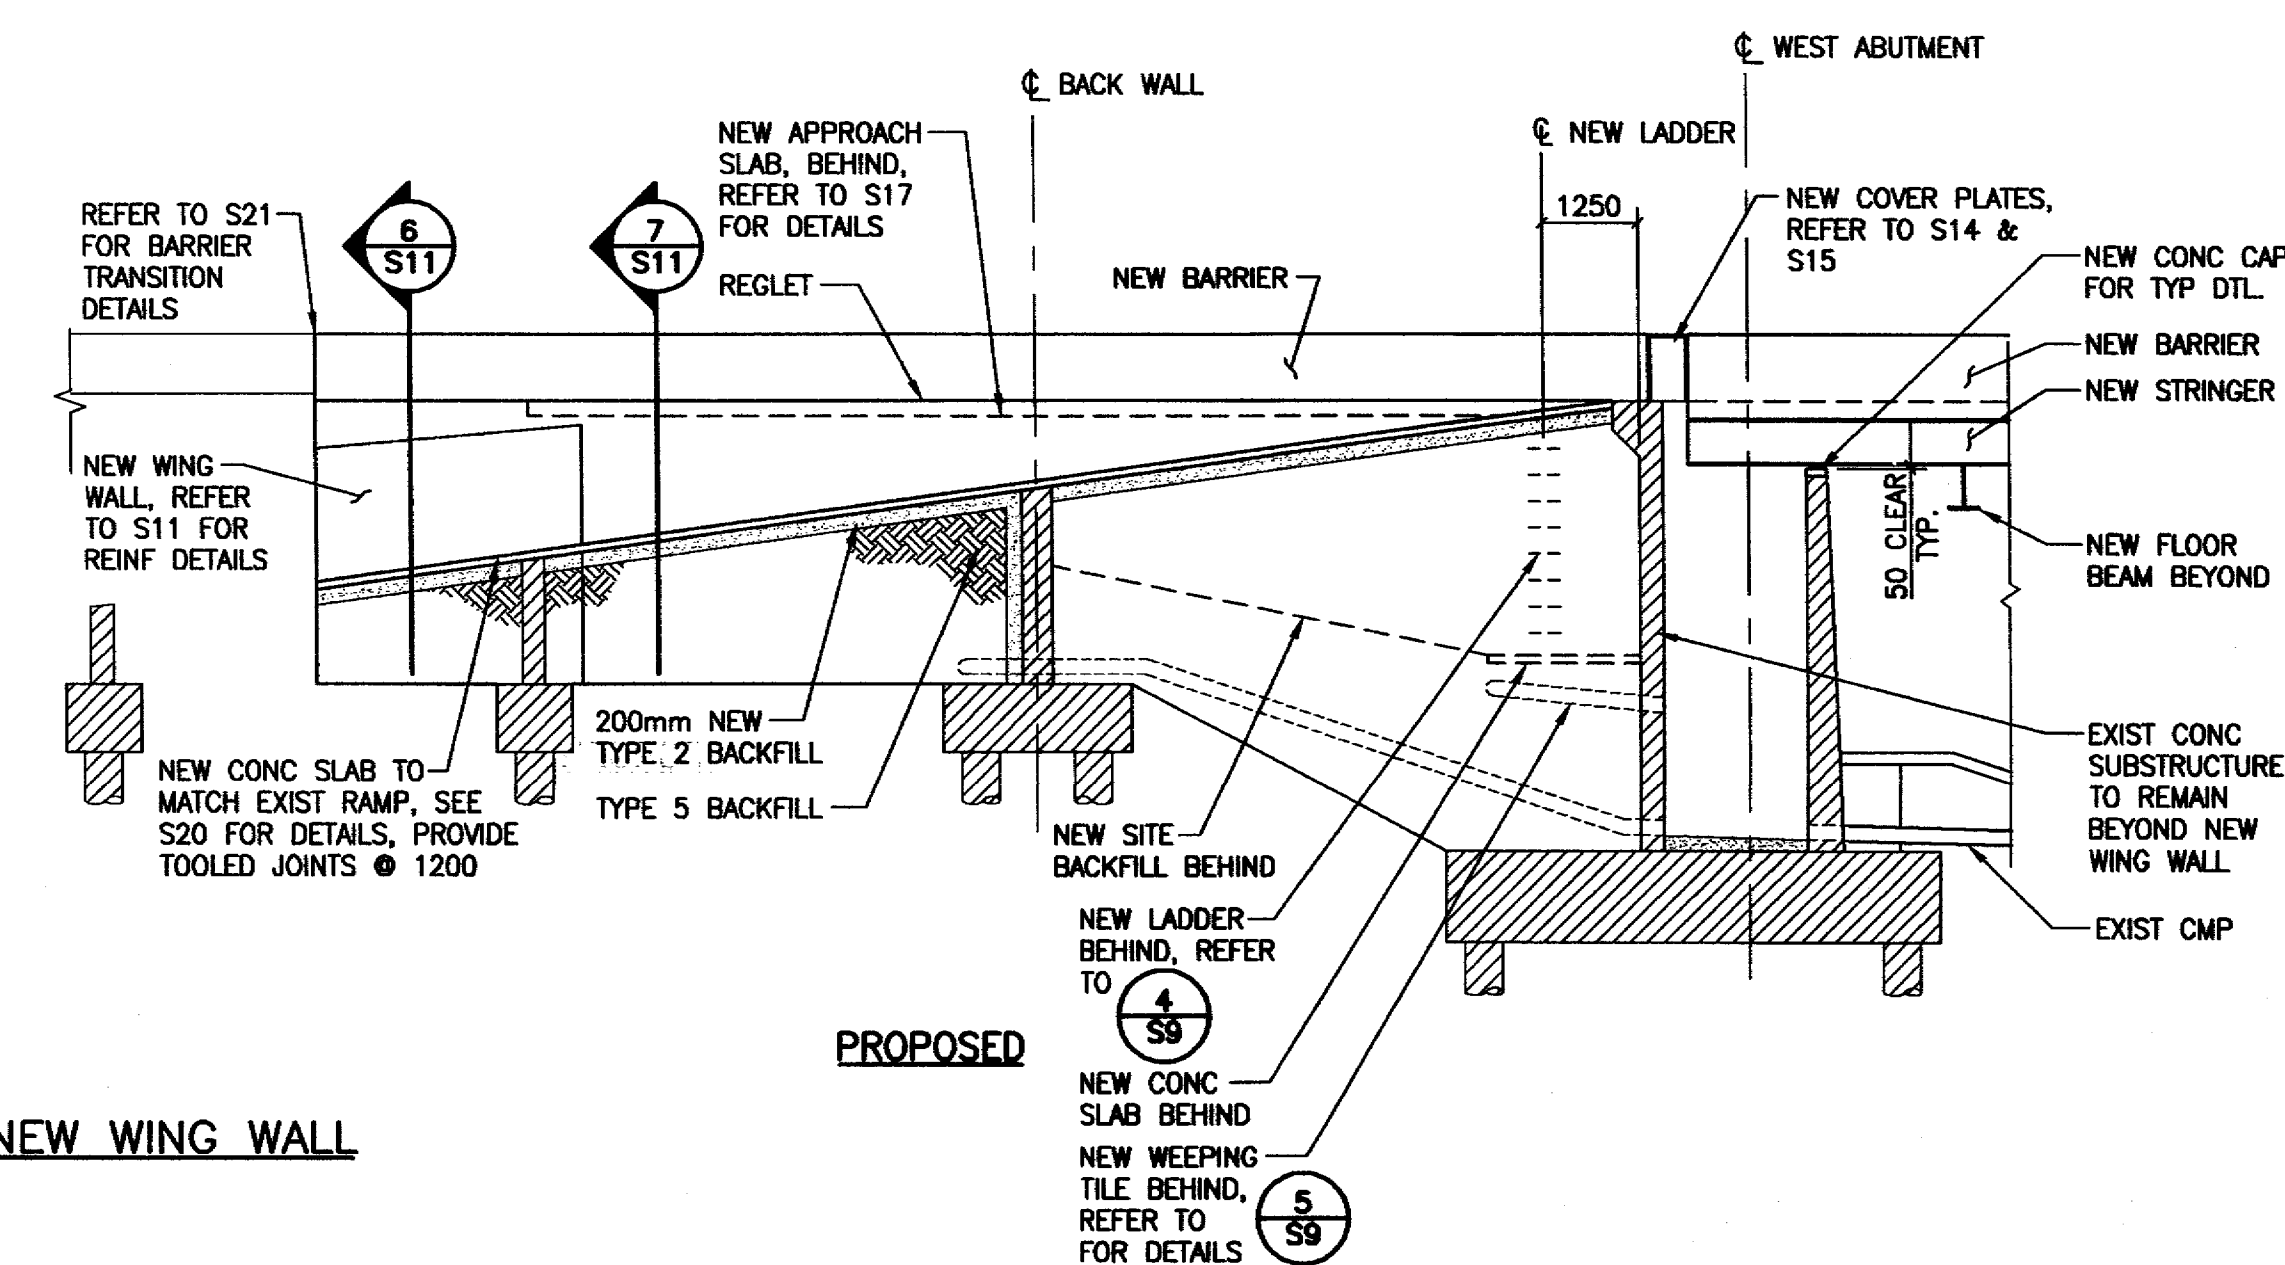 ℄ WEST ABUTMENT
℄ BACK WALL
NEW APPROACH
SLAB, BEHIND,
REFER TO S17
FOR DETAILS
℄ NEW LADDER
1250
NEW COVER PLATES,
REFER TO S14 &
S15
REFER TO S21
FOR BARRIER
TRANSITION
DETAILS
6
S11
7
S11
REGLET
NEW BARRIER
NEW CONC CAP
FOR TYP DTL.
NEW BARRIER
NEW STRINGER
NEW WING
WALL, REFER
TO S11 FOR
REINF DETAILS
50 CLEAR
TYP.
NEW FLOOR
BEAM BEYOND
200mm NEW
TYPE 2 BACKFILL
TYPE 5 BACKFILL
NEW CONC SLAB TO
MATCH EXIST RAMP, SEE
S20 FOR DETAILS, PROVIDE
TOOLED JOINTS @ 1200
NEW SITE
BACKFILL BEHIND
EXIST CONC
SUBSTRUCTURE
TO REMAIN
BEYOND NEW
WING WALL
EXIST CMP
NEW LADDER
BEHIND, REFER
TO
4
S9
PROPOSED
NEW CONC
SLAB BEHIND
NEW WING WALL
NEW WEEPING
TILE BEHIND,
REFER TO
FOR DETAILS
5
S9